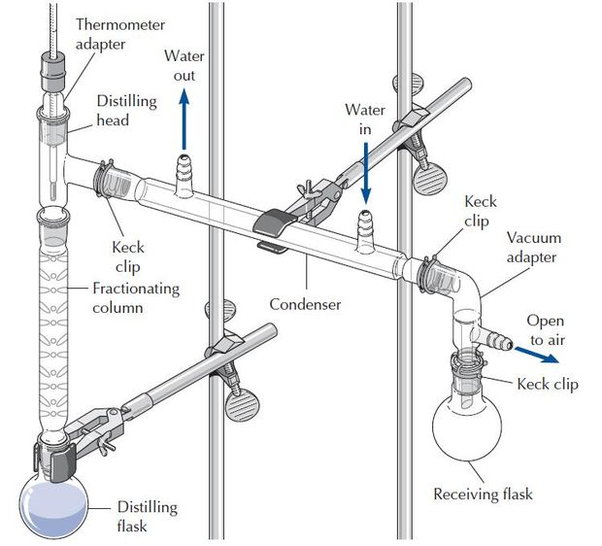 Thermometer
adapter
Water
out
Distilling
head
Water
in
Keck
clip
Keck
clip
Vacuum
adapter
Fractionating
column
Condenser
Open
to air
Keck clip
Receiving flask
Distilling
flask